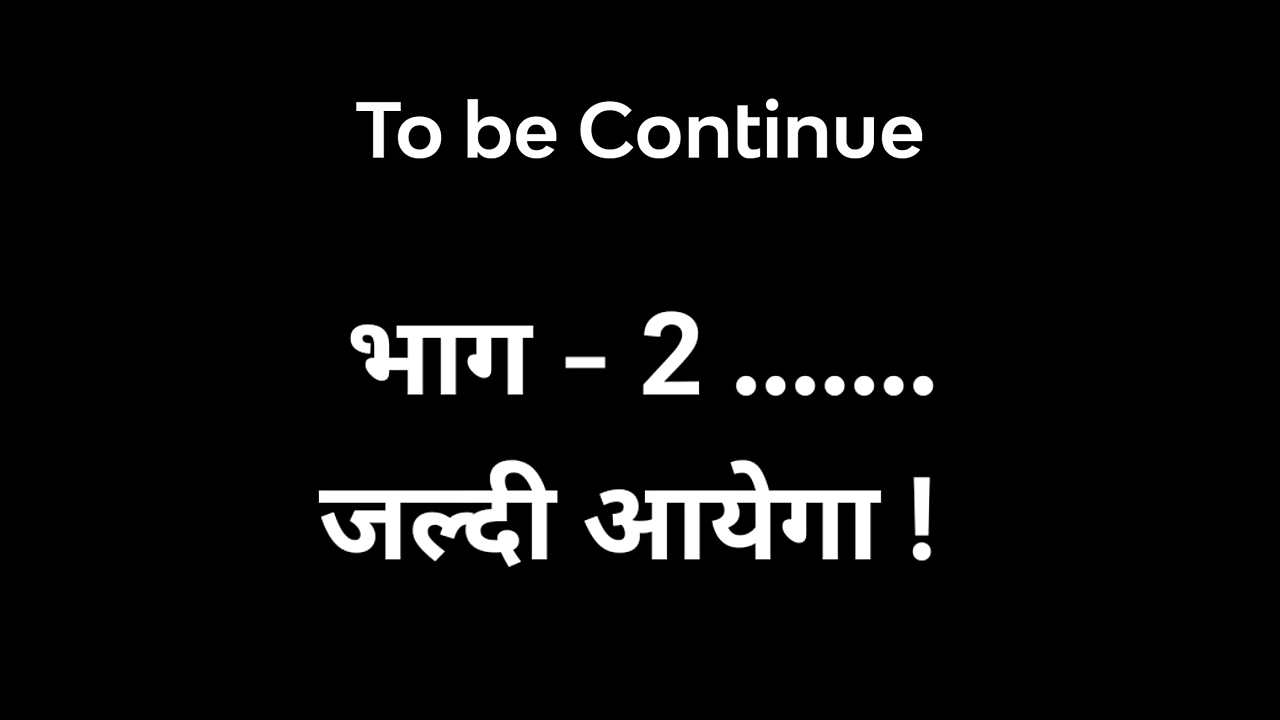 To be Continue
भाग - 2 .......
जल्दी आयेगा !